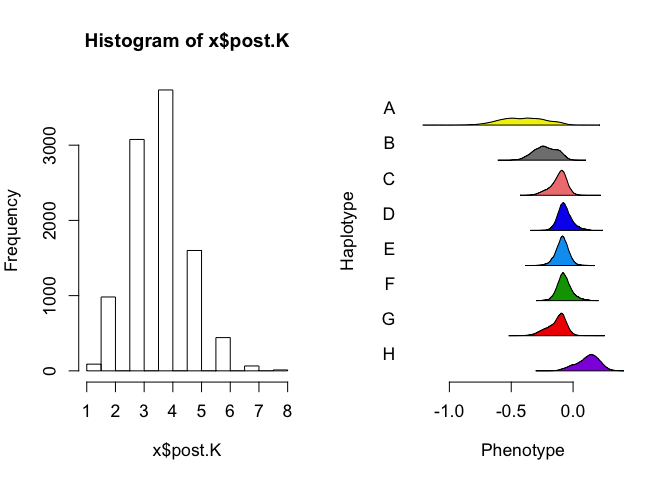 Histogram of x$post.K
Frequency
0
1000
2000
3000
1 2 3 4 5 6 7 8
x$post.K
Haplotype
A
B
C
D
E
F
G
H
-1.0 -0.5 0.0
Phenotype